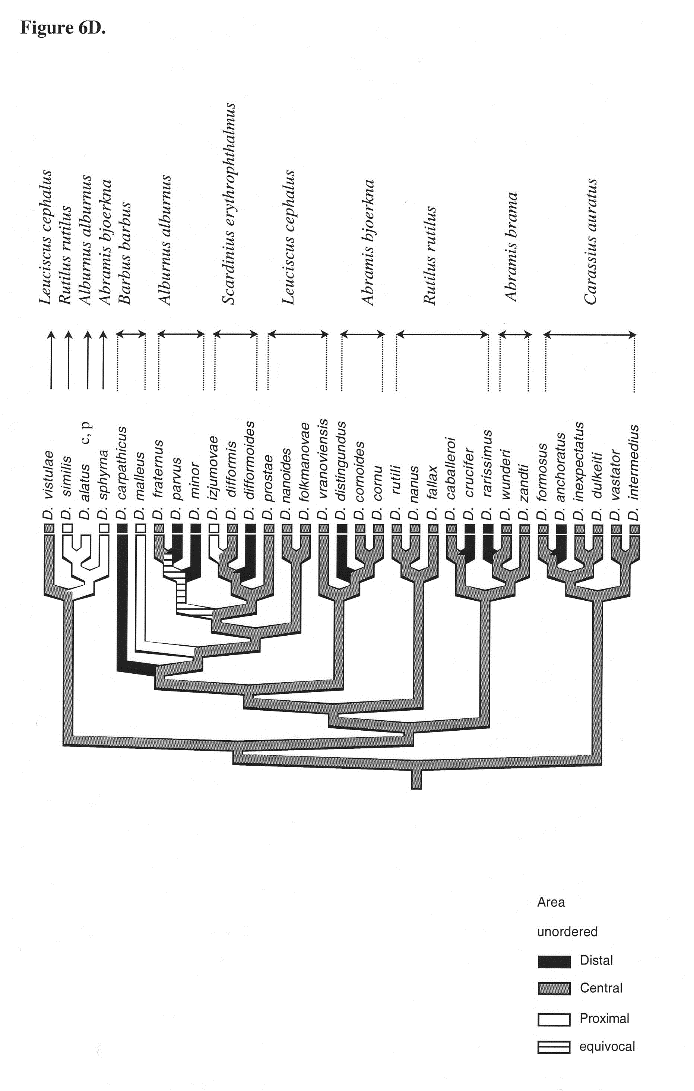 Figure 6D.
Leuciscus cephalus
Rutilus rutilus
Alburnus alburnus
Abramis bjoerkna
Barbus barbus
Alburnus alburnus
Scardinius erythrophthalmus
Leuciscus cephalus
Abramis bjoerkna
Rutilus rutilus
Abramis brama
Carassius auratus
D. vistulae
D. similis
D. alatus c, p
D. sphyrna
D. carpathicus
D. malleus
D. fraternus
D. parvus
D. minor
D. izjumovae
D. difformis
D. difformoides
D. prostae
D. nanoides
D. folkmanovae
D. vranoviensis
D. distingundus
D. cornoides
D. cornu
D. rutili
D. nanus
D. fallax
D. caballeroi
D. crucifer
D. rarissimus
D. wunderi
D. zandti
D. formosus
D. anchoratus
D. inexpectatus
D. dulkeiti
D. vastator
D. intermedius
Area
unordered
Distal
Central
Proximal
equivocal